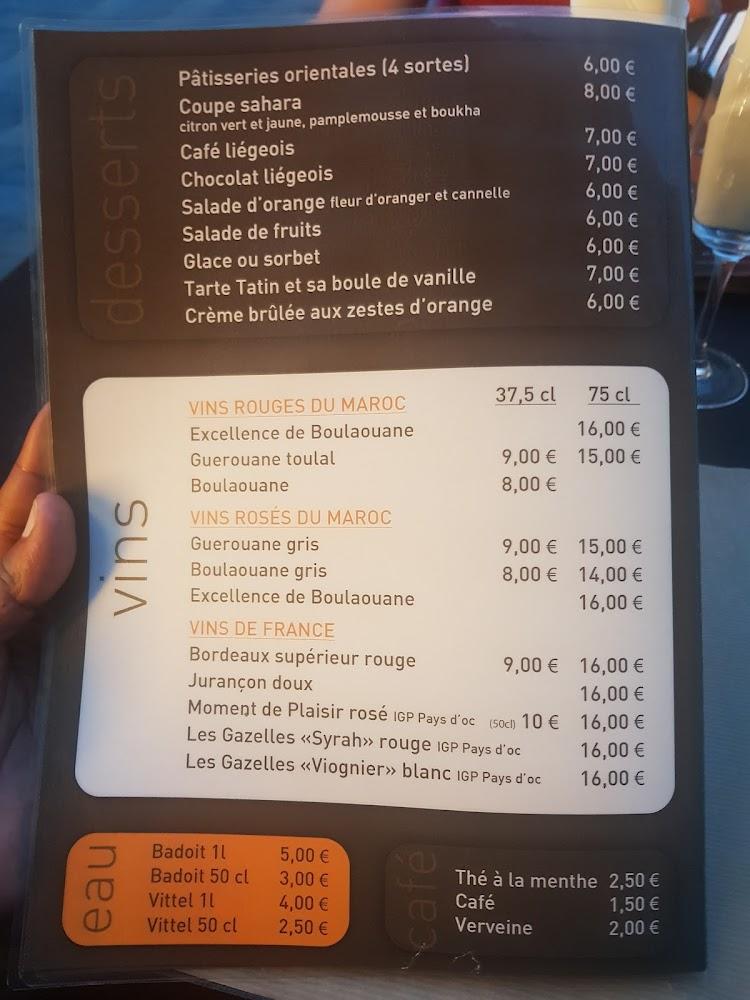 desserts
Pâtisseries orientales (4 sortes) 6,00 €
Coupe sahara 8,00 €
citron vert et jaune, pamplemousse et boukha
Café liégeois 7,00 €
Chocolat liégeois 7,00 €
Salade d'orange fleur d'oranger et cannelle 6,00 €
Salade de fruits 6,00 €
Glace ou sorbet 6,00 €
Tarte Tatin et sa boule de vanille 7,00 €
Crème brûlée aux zestes d'orange 6,00 €
vins
VINS ROUGES DU MAROC 37,5 cl 75 cl
Excellence de Boulaouane 16,00 €
Guerouane toulal 9,00 € 15,00 €
Boulaouane 8,00 €
VINS ROSÉS DU MAROC
Guerouane gris 9,00 € 15,00 €
Boulaouane gris 8,00 € 14,00 €
Excellence de Boulaouane 16,00 €
VINS DE FRANCE
Bordeaux supérieur rouge 9,00 € 16,00 €
Jurançon doux 16,00 €
Moment de Plaisir rosé IGP Pays d'oc (50cl) 10 € 16,00 €
Les Gazelles «Syrah» rouge IGP Pays d'oc 16,00 €
Les Gazelles «Viognier» blanc IGP Pays d'oc 16,00 €
eau
Badoit 1l 5,00 €
Badoit 50 cl 3,00 €
Vittel 1l 4,00 €
Vittel 50 cl 2,50 €
café
Thé à la menthe 2,50 €
Café 1,50 €
Verveine 2,00 €